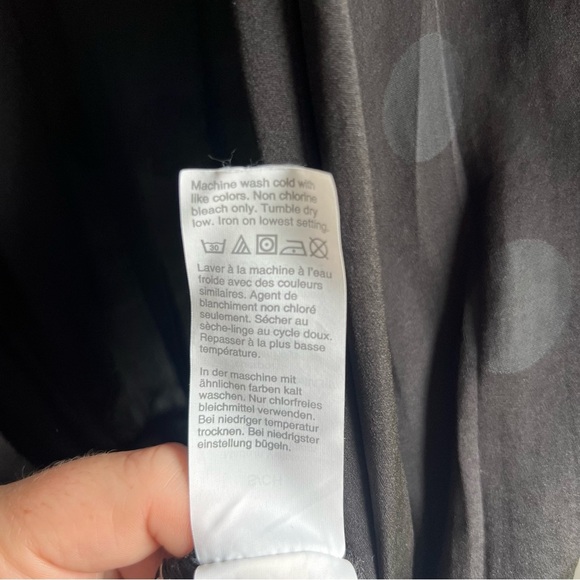 Machine wash cold with
like colors. Non chlorine
bleach only. Tumble dry
low. Iron on lowest setting.
30
Laver à la machine à l'eau
froide avec des couleurs
similaires. Agent de
blanchiment non chloré
seulement. Sécher au
sèche-linge au cycle doux.
Repasser à la plus basse
température.
In der maschine mit
ähnlichen farben kalt
waschen. Nur chlorfreies
bleichmittel verwenden.
Bei niedriger temperatur
trocknen. Bei niedrigster
einstellung bügeln.